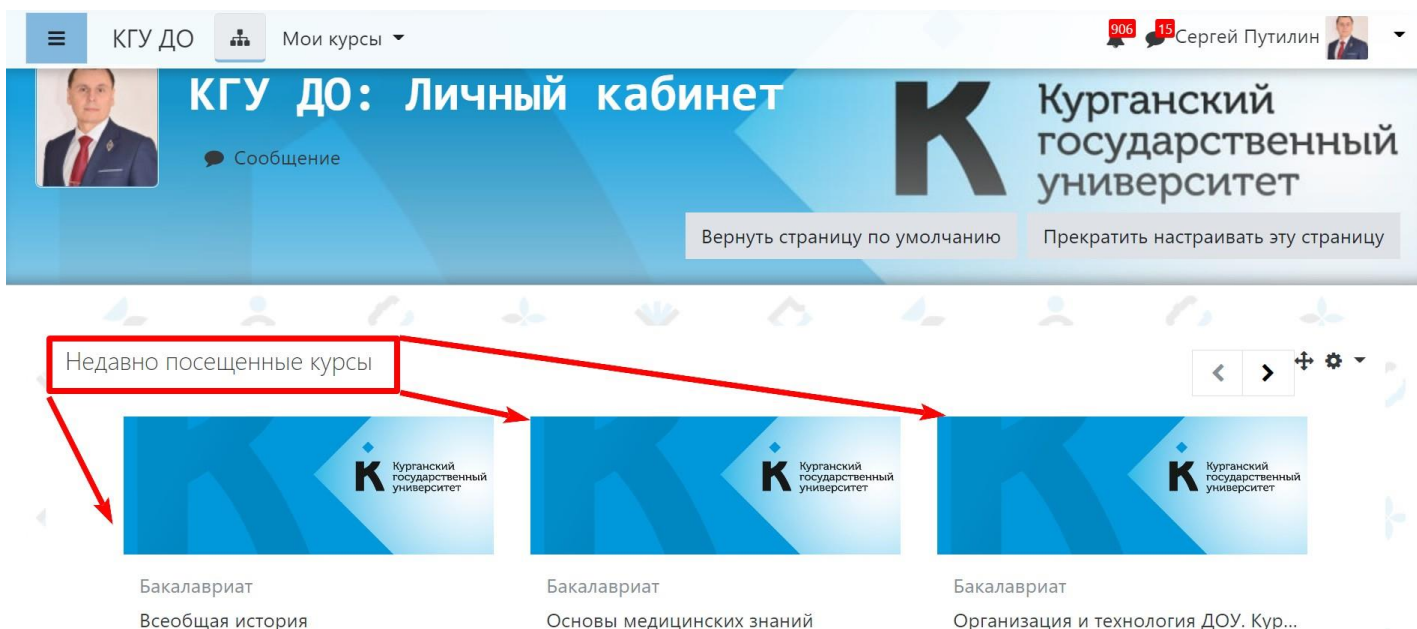 КГУ ДО
Мои курсы
906
15
Сергей Путилин
КГУ ДО: Личный кабинет
Сообщение
К
Курганский
государственный
университет
Вернуть страницу по умолчанию
Прекратить настраивать эту страницу
Недавно посещенные курсы
К
Курганский
государственный
университет
К
Курганский
государственный
университет
К
Курганский
государственный
университет
Бакалавриат
Бакалавриат
Бакалавриат
Всеобщая история
Основы медицинских знаний
Организация и технология ДОУ. Кур...